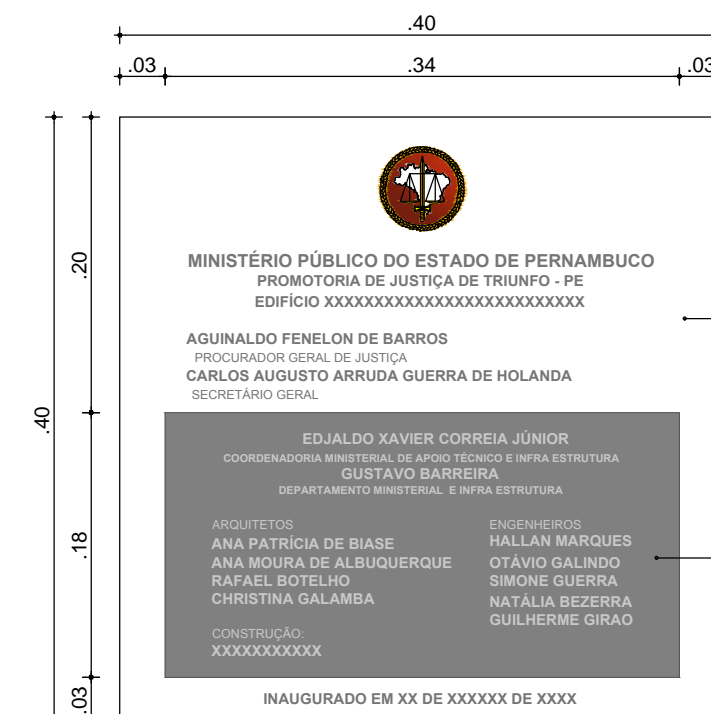 .40
.03 .34 .03
MINISTÉRIO PÚBLICO DO ESTADO DE PERNAMBUCO
PROMOTORIA DE JUSTIÇA DE TRIUNFO - PE
EDIFÍCIO XXXXXXXXXXXXXXXXXXXXXXXXXX
.20
AGUINALDO FENELON DE BARROS
PROCURADOR GERAL DE JUSTIÇA
CARLOS AUGUSTO ARRUDA GUERRA DE HOLANDA
SECRETÁRIO GERAL
.40
EDJALDO XAVIER CORREIA JÚNIOR
COORDENADORIA MINISTERIAL DE APOIO TÉCNICO E INFRA ESTRUTURA
GUSTAVO BARREIRA
DEPARTAMENTO MINISTERIAL E INFRA ESTRUTURA
.18
ARQUITETOS
ANA PATRÍCIA DE BIASE
ANA MOURA DE ALBUQUERQUE
RAFAEL BOTELHO
CHRISTINA GALAMBA
CONSTRUÇÃO:
XXXXXXXXXXX
ENGENHEIROS
HALLAN MARQUES
OTÁVIO GALINDO
SIMONE GUERRA
NATÁLIA BEZERRA
GUILHERME GIRAO
.03
INAUGURADO EM XX DE XXXXXX DE XXXX